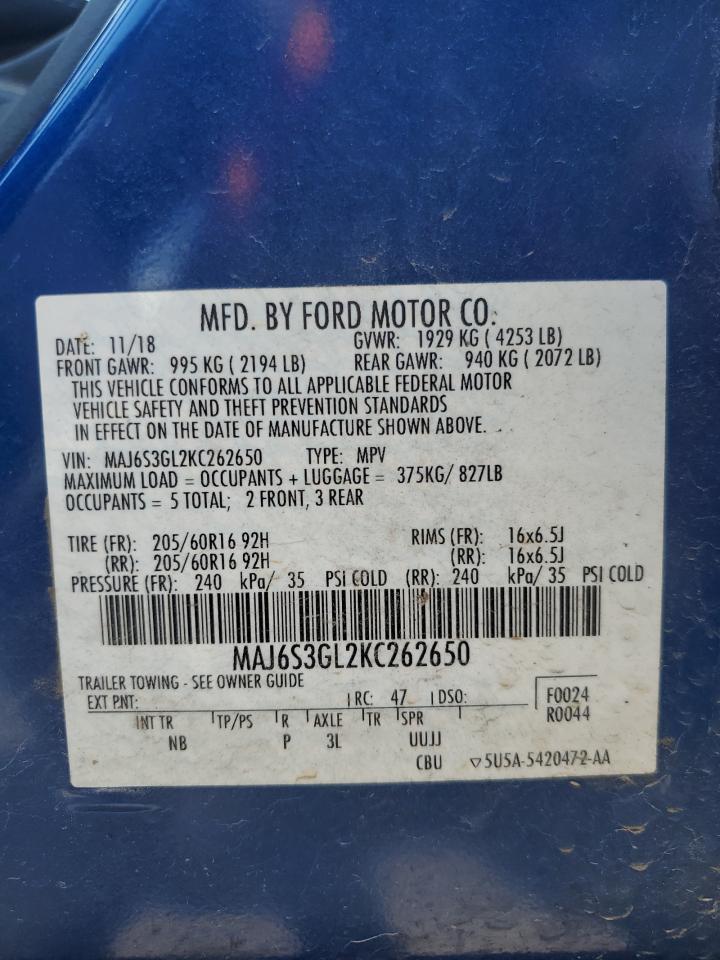 MFD. BY FORD MOTOR CO.
DATE: 11/18 GVWR: 1929 KG ( 4253 LB)
FRONT GAWR: 995 KG ( 2194 LB) REAR GAWR: 940 KG ( 2072 LB)
THIS VEHICLE CONFORMS TO ALL APPLICABLE FEDERAL MOTOR
VEHICLE SAFETY AND THEFT PREVENTION STANDARDS
IN EFFECT ON THE DATE OF MANUFACTURE SHOWN ABOVE.
VIN: MAJ6S3GL2KC262650 TYPE: MPV
MAXIMUM LOAD = OCCUPANTS + LUGGAGE = 375KG/ 827LB
OCCUPANTS = 5 TOTAL; 2 FRONT, 3 REAR
TIRE (FR): 205/60R16 92H RIMS (FR): 16x6.5J
(RR): 205/60R16 92H (RR): 16x6.5J
PRESSURE (FR): 240 kPa/ 35 PSI COLD (RR): 240 kPa/ 35 PSI COLD
MAJ6S3GL2KC262650
TRAILER TOWING - SEE OWNER GUIDE
EXT PNT: RC: 47 DSO: F0024
R0044
INT TR TP/PS R AXLE TR SPR
NB P 3L UUJJ
CBU ▽5U5A-5420472-AA